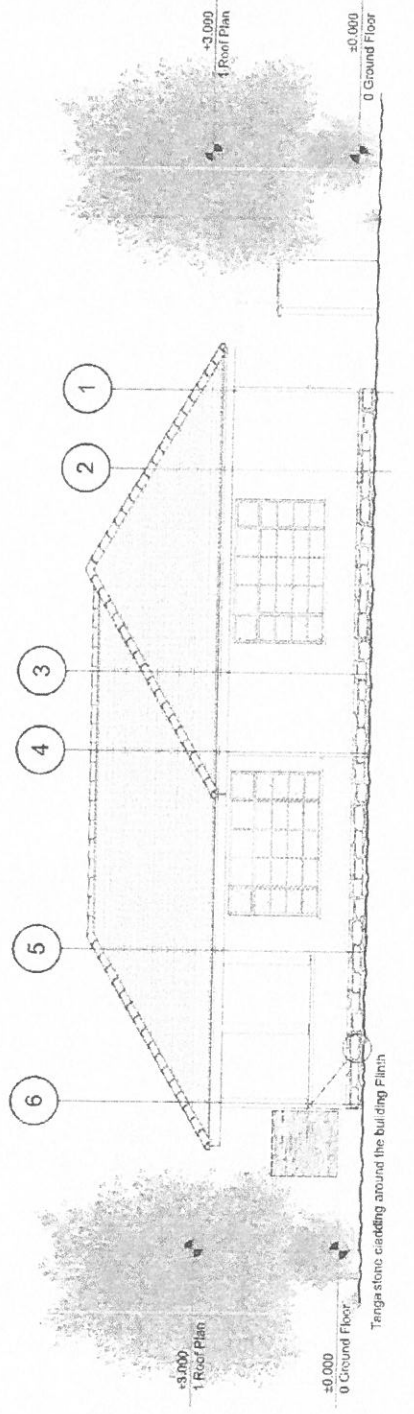 6
5
4
3
2
1
+3.000
1 Roof Plan
±0.000
0 Ground Floor
+3.000
1 Roof Plan
±0.000
0 Ground Floor
Tanga stone cladding around the building Plinth